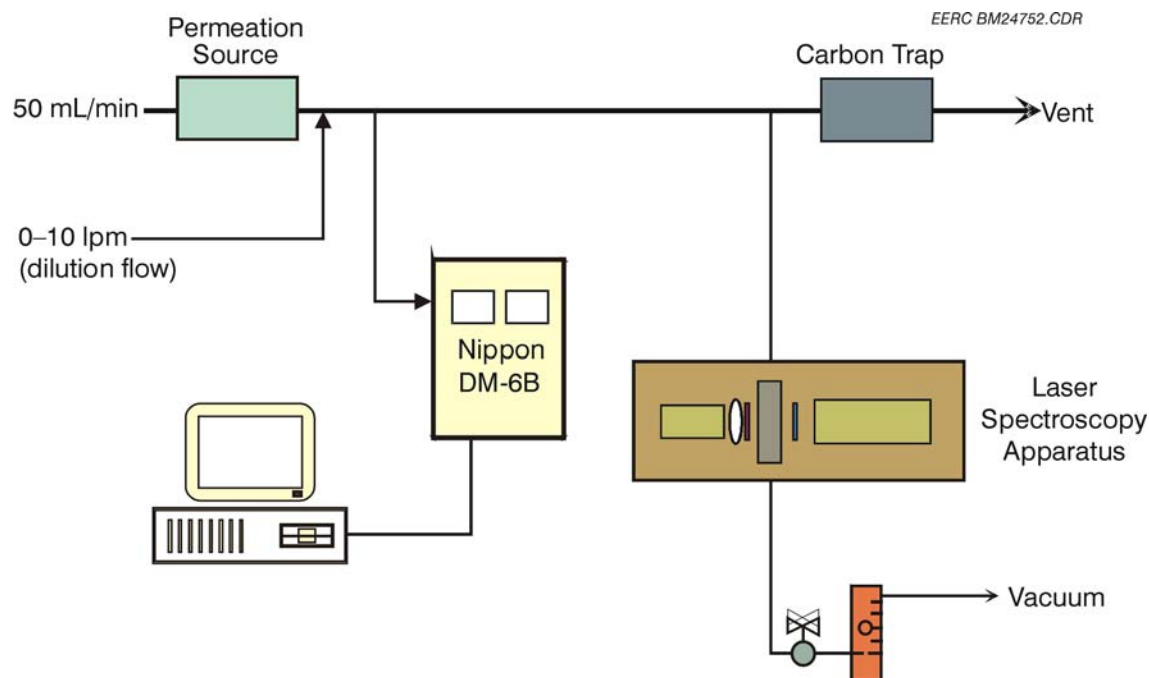 EERC BM24752.CDR
Permeation
Source
Carbon Trap
50 mL/min
Vent
0–10 lpm
(dilution flow)
Nippon
DM-6B
Laser
Spectroscopy
Apparatus
Vacuum